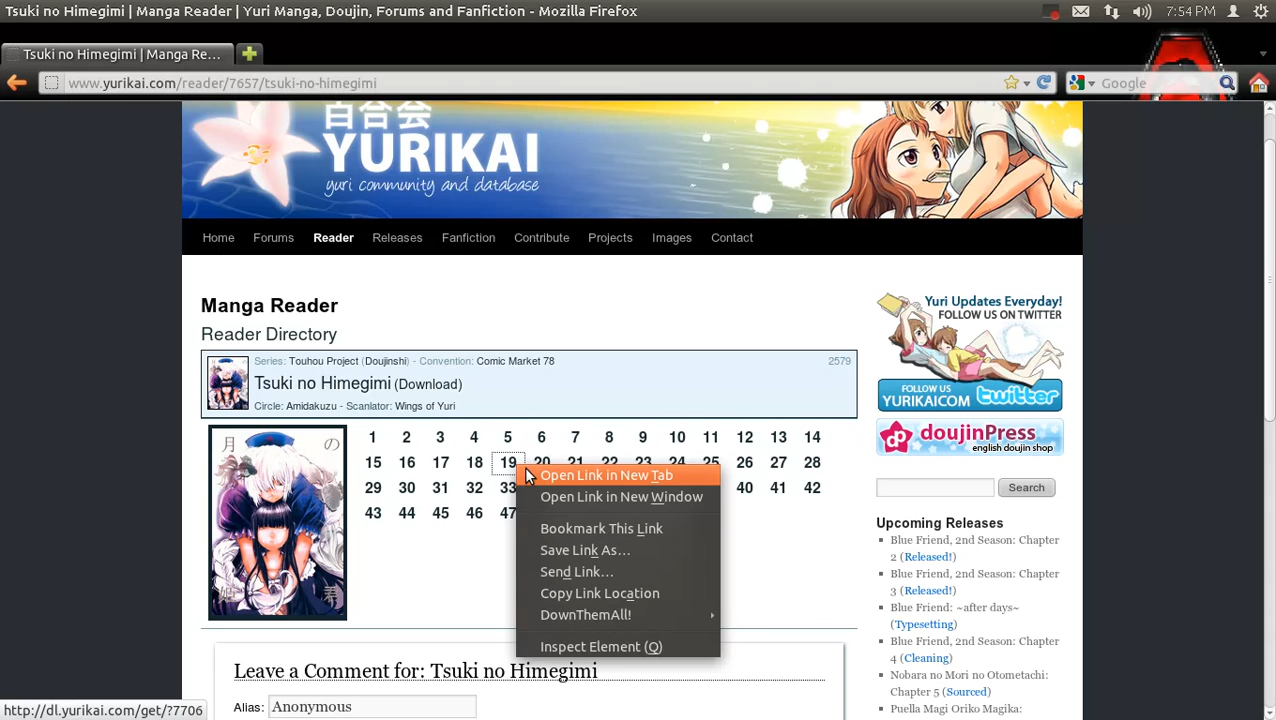 Tsuki no Himegimi | Manga Reader | Yuri Manga, Doujin, Forums and Fanfiction - Mozilla Firefox
7:54 PM
Tsuki no Himegimi | Manga Re...
www.yurikai.com/reader/7657/tsuki-no-himegimi
Google
百合会
YURIKAI
yuri community and database
Home Forums Reader Releases Fanfiction Contribute Projects Images Contact
Manga Reader
Reader Directory
Series: Touhou Project (Doujinshi) - Convention: Comic Market 78
2579
Tsuki no Himegimi (Download)
Circle: Amidakuzu - Scanlator: Wings of Yuri
月の
姫君
1 2 3 4 5 6 7 8 9 10 11 12 13 14
15 16 17 18 19 20 21 22 23 24 25 26 27 28
29 30 31 32 33 40 41 42
43 44 45 46 47
Open Link in New Tab
Open Link in New Window
Bookmark This Link
Save Link As...
Send Link...
Copy Link Location
DownThemAll!
Inspect Element (Q)
Leave a Comment for: Tsuki no Himegimi
Alias: Anonymous
Yuri Updates Everyday!
FOLLOW US ON TWITTER
FOLLOW US
YURIKAICOM
twitter
doujinPress
english doujin shop
Search
Upcoming Releases
Blue Friend, 2nd Season: Chapter
2 (Released!)
Blue Friend, 2nd Season: Chapter
3 (Released!)
Blue Friend: ~after days~
(Typesetting)
Blue Friend, 2nd Season: Chapter
4 (Cleaning)
Nobara no Mori no Otometachi:
Chapter 5 (Sourced)
Puella Magi Oriko Magika:
http://dl.yurikai.com/get/?7706